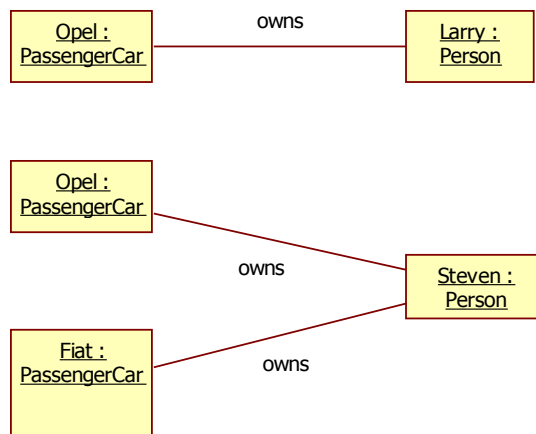 owns
Opel :
PassengerCar
Larry :
Person
Opel :
PassengerCar
owns
Steven :
Person
Fiat :
PassengerCar
owns